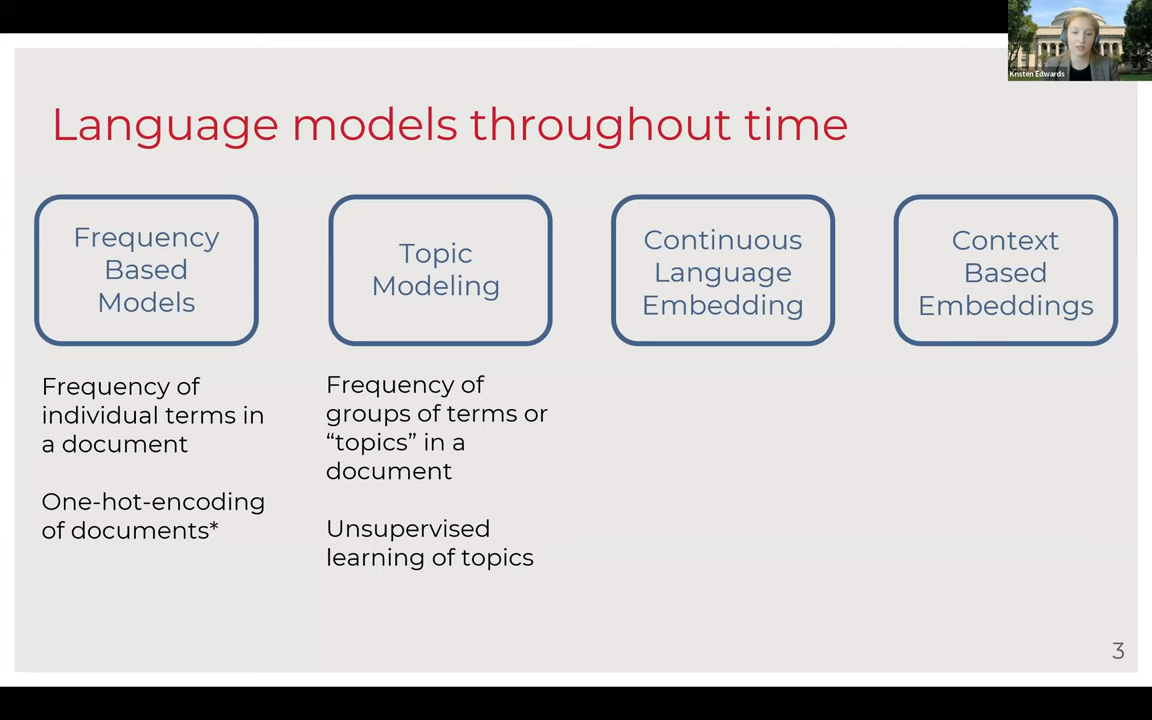 Kristen Edwards
Language models throughout time
Frequency
Based
Models
Topic
Modeling
Continuous
Language
Embedding
Context
Based
Embeddings
Frequency of
individual terms in
a document
One-hot-encoding
of documents*
Frequency of
groups of terms or
“topics” in a
document
Unsupervised
learning of topics
3